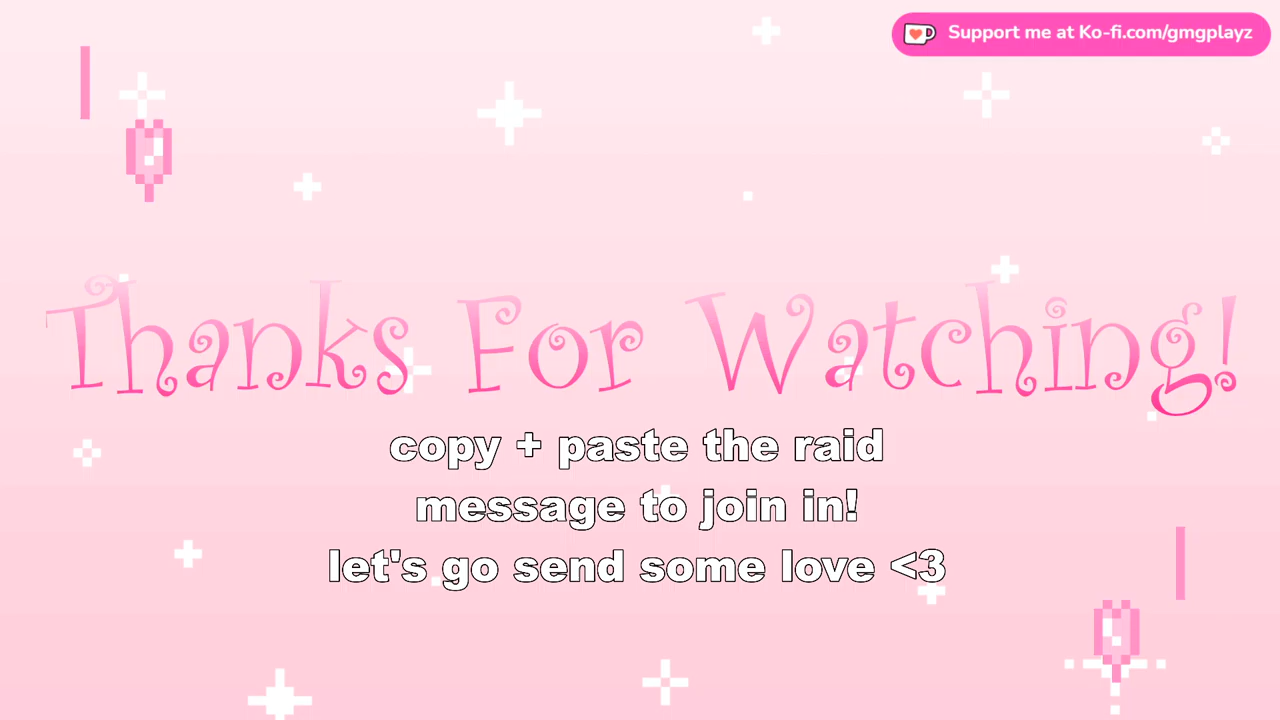 Support me at Ko-fi.com/gmgplayz
Thanks For Watching!
copy + paste the raid
message to join in!
let's go send some love <3